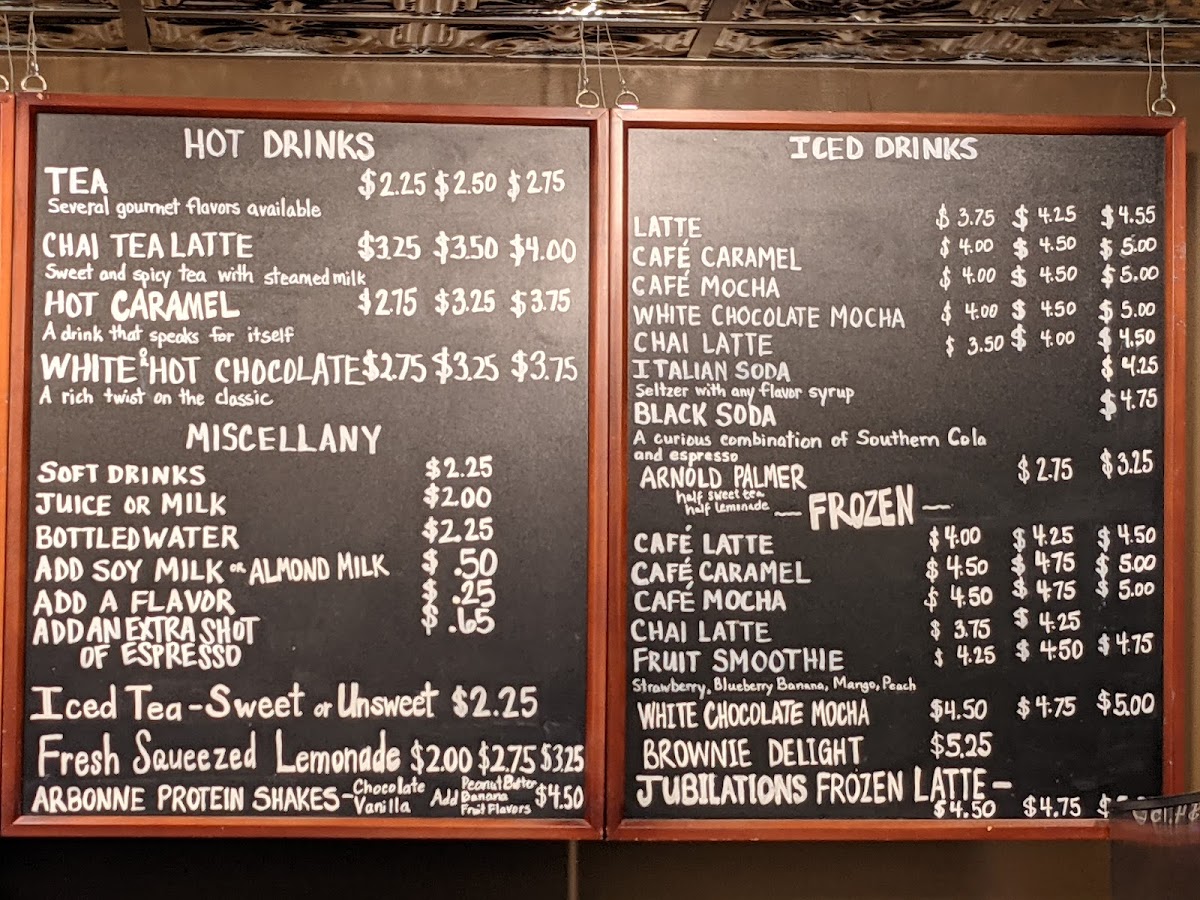 HOT DRINKS
TEA $2.25 $2.50 $2.75
Several gourmet flavors available
CHAI TEA LATTE $3.25 $3.50 $4.00
Sweet and spicy tea with steamed milk
HOT CARAMEL $2.75 $3.25 $3.75
A drink that speaks for itself
WHITE or HOT CHOCOLATE $2.75 $3.25 $3.75
A rich twist on the classic
MISCELLANY
SOFT DRINKS $2.25
JUICE OR MILK $2.00
BOTTLED WATER $2.25
ADD SOY MILK or ALMOND MILK $ .50
ADD A FLAVOR $ .25
ADD AN EXTRA SHOT $ .65
OF ESPRESSO
Iced Tea - Sweet or Unsweet $2.25
Fresh Squeezed Lemonade $2.00 $2.75 $3.25
ARBONNE PROTEIN SHAKES - Chocolate Vanilla Add Peanut Butter Banana Fruit Flavors $4.50
ICED DRINKS
LATTE $3.75 $4.25 $4.55
CAFÉ CARAMEL $4.00 $4.50 $5.00
CAFÉ MOCHA $4.00 $4.50 $5.00
WHITE CHOCOLATE MOCHA $4.00 $4.50 $5.00
CHAI LATTE $3.50 $4.00 $4.50
ITALIAN SODA $4.25
Seltzer with any flavor syrup
BLACK SODA $4.75
A curious combination of Southern Cola
and espresso
ARNOLD PALMER $2.75 $3.25
half sweet tea
half lemonade
— FROZEN —
CAFÉ LATTE $4.00 $4.25 $4.50
CAFÉ CARAMEL $4.50 $4.75 $5.00
CAFÉ MOCHA $4.50 $4.75 $5.00
CHAI LATTE $3.75 $4.25
FRUIT SMOOTHIE $4.25 $4.50 $4.75
Strawberry, Blueberry Banana, Mango, Peach
WHITE CHOCOLATE MOCHA $4.50 $4.75 $5.00
BROWNIE DELIGHT $5.25
JUBILATIONS FROZEN LATTE -
$4.50 $4.75 $